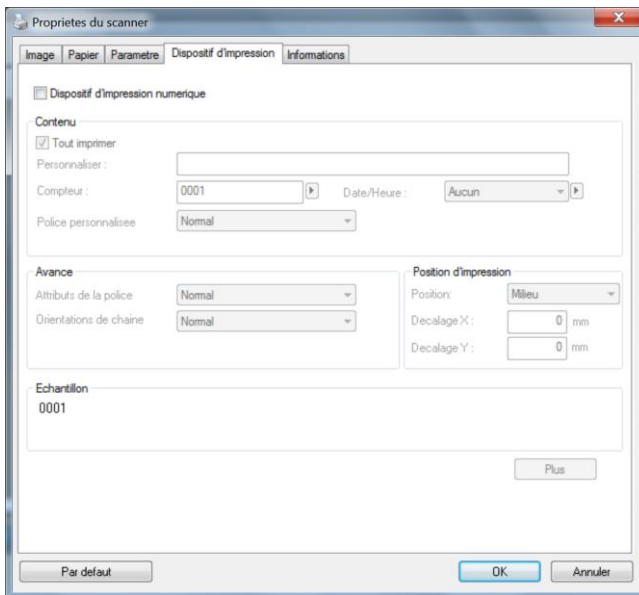 Proprietes du scanner
Image Papier Parametre Dispositif d'impression Informations
Dispositif d'impression numerique
Contenu
Tout imprimer
Personnaliser :
Compteur : 0001 Date/Heure : Aucun
Police personnalisee Normal
Avance Position d'impression
Attributs de la police Normal Position: Milieu
Orientations de chaine Normal Decalage X : 0 mm
Decalage Y : 0 mm
Echantillon
0001
Plus
Par defaut OK Annuler